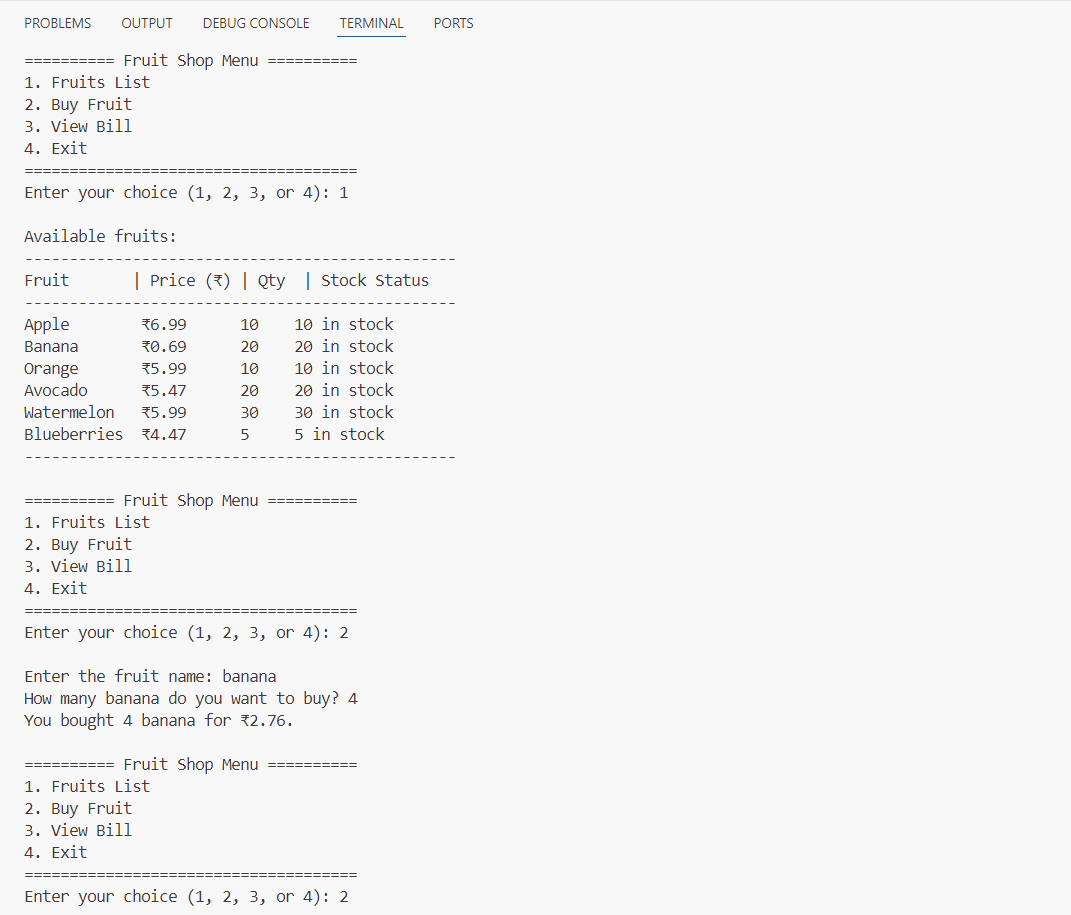 PROBLEMS OUTPUT DEBUG CONSOLE TERMINAL PORTS
========== Fruit Shop Menu ==========
1. Fruits List
2. Buy Fruit
3. View Bill
4. Exit
=====================================
Enter your choice (1, 2, 3, or 4): 1
Available fruits:
------------------------------------------------
Fruit       | Price (₹) | Qty  | Stock Status
------------------------------------------------
Apple        ₹6.99      10    10 in stock
Banana       ₹0.69      20    20 in stock
Orange       ₹5.99      10    10 in stock
Avocado      ₹5.47      20    20 in stock
Watermelon   ₹5.99      30    30 in stock
Blueberries  ₹4.47      5     5 in stock
------------------------------------------------
========== Fruit Shop Menu ==========
1. Fruits List
2. Buy Fruit
3. View Bill
4. Exit
=====================================
Enter your choice (1, 2, 3, or 4): 2
Enter the fruit name: banana
How many banana do you want to buy? 4
You bought 4 banana for ₹2.76.
========== Fruit Shop Menu ==========
1. Fruits List
2. Buy Fruit
3. View Bill
4. Exit
=====================================
Enter your choice (1, 2, 3, or 4): 2